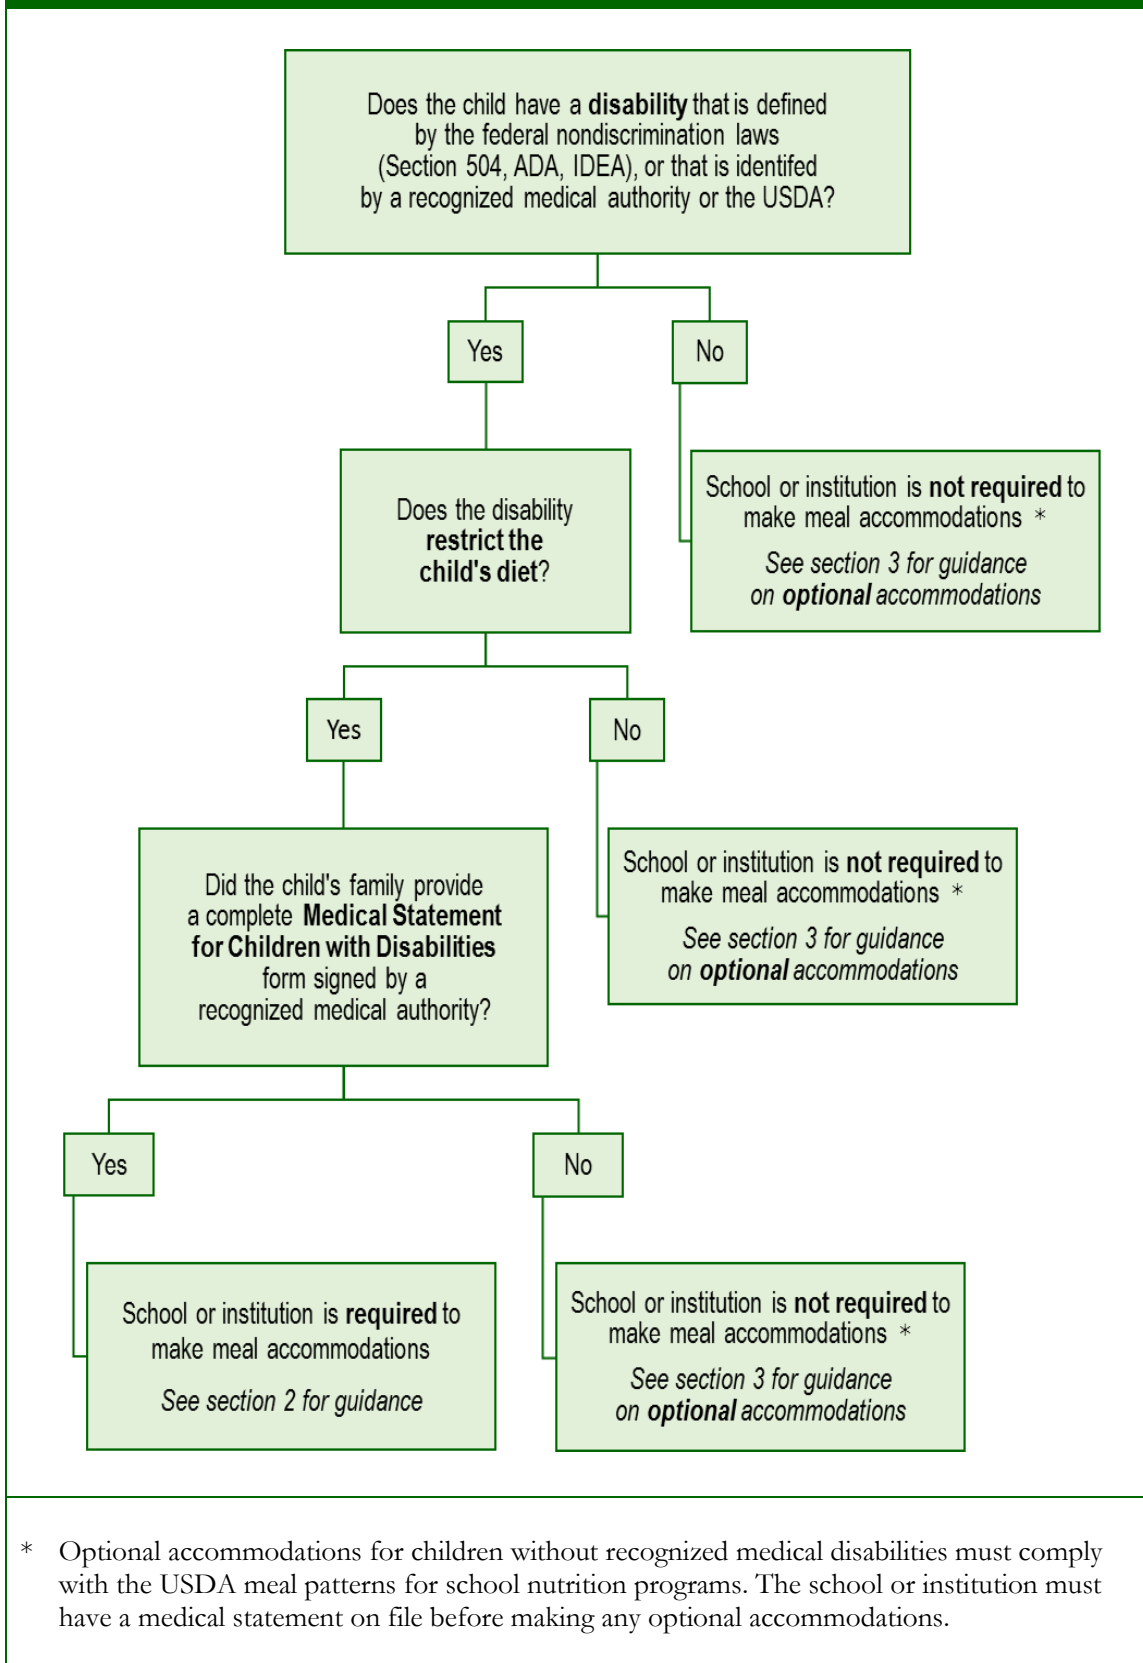 Does the child have a disability that is defined
by the federal nondiscrimination laws
(Section 504, ADA, IDEA), or that is identifed
by a recognized medical authority or the USDA?
Yes
No
Does the disability
restrict the
child's diet?
School or institution is not required to
make meal accommodations *
See section 3 for guidance
on optional accommodations
Yes
No
Did the child's family provide
a complete Medical Statement
for Children with Disabilities
form signed by a
recognized medical authority?
School or institution is not required to
make meal accommodations *
See section 3 for guidance
on optional accommodations
Yes
No
School or institution is required to
make meal accommodations
See section 2 for guidance
School or institution is not required to
make meal accommodations *
See section 3 for guidance
on optional accommodations
* Optional accommodations for children without recognized medical disabilities must comply
with the USDA meal patterns for school nutrition programs. The school or institution must
have a medical statement on file before making any optional accommodations.